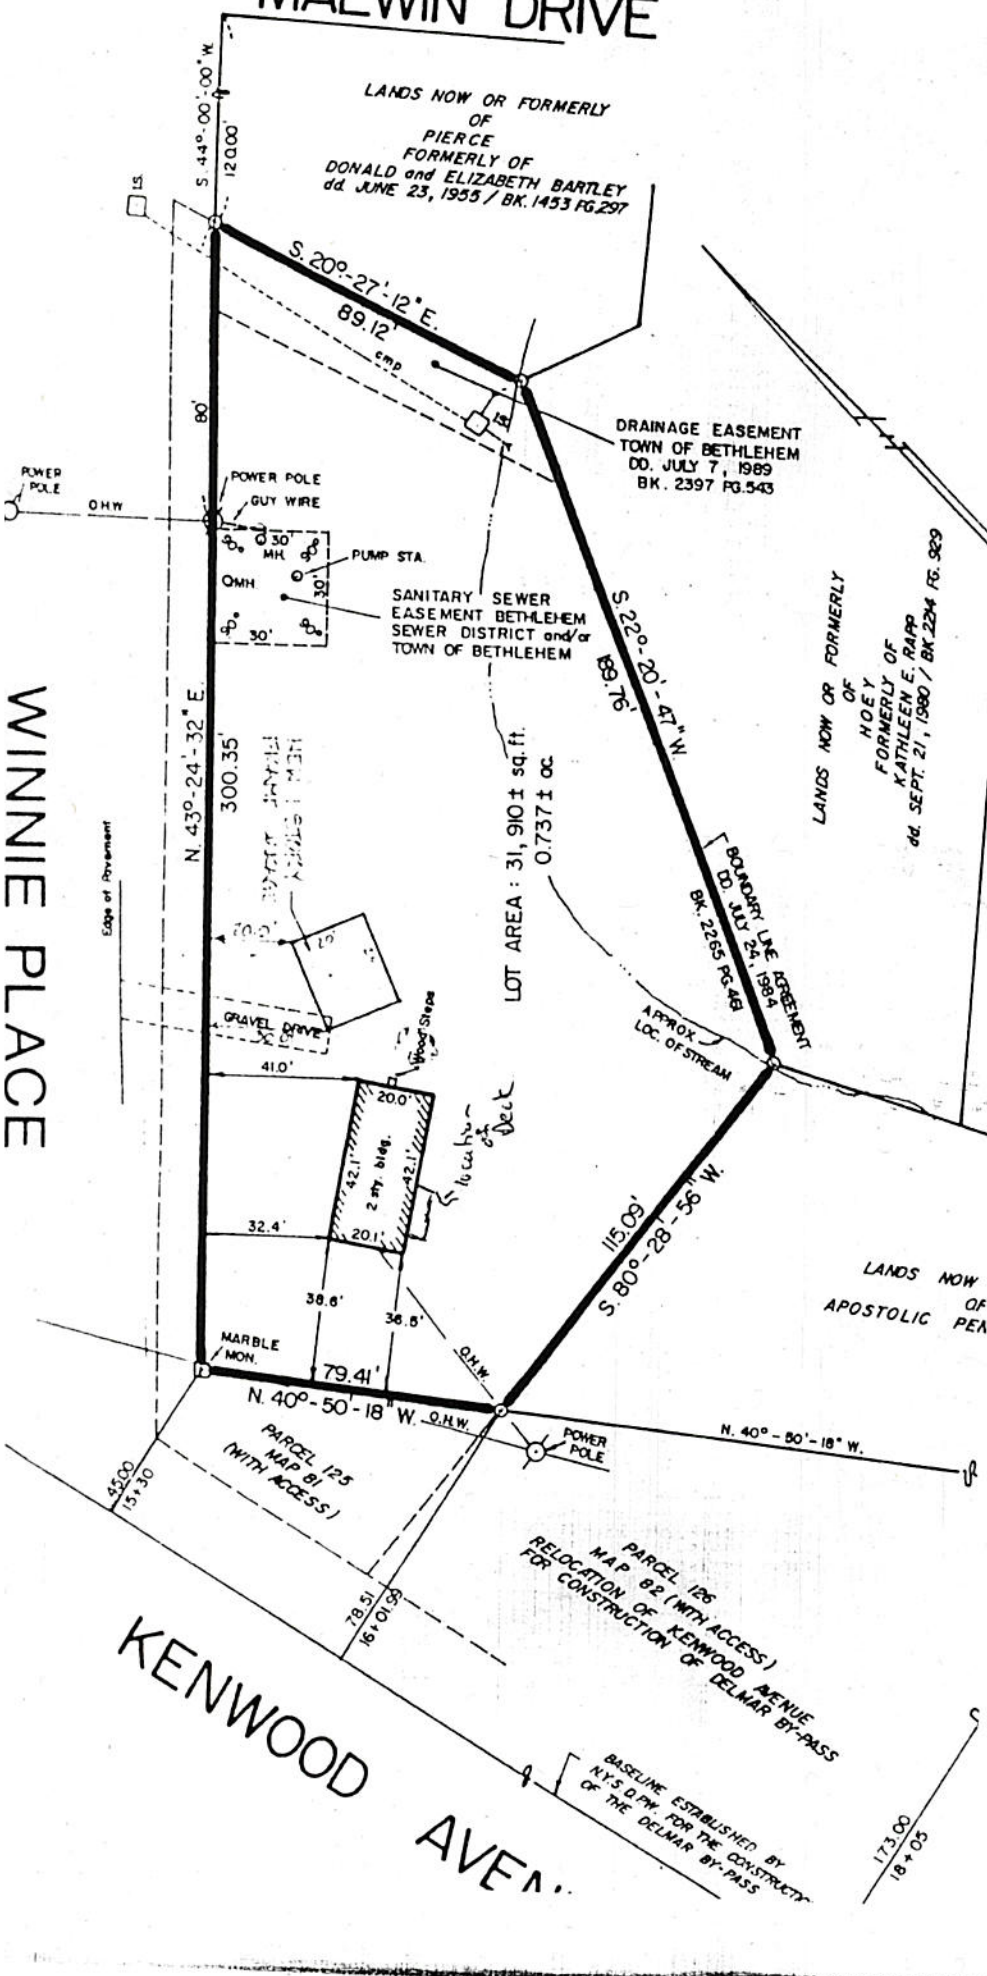 MALWIN DRIVE
S. 44°-00'-00" W.
120.00'
LANDS NOW OR FORMERLY
OF
PIERCE
FORMERLY OF
DONALD and ELIZABETH BARTLEY
dd. JUNE 23, 1955 / BK. 1453 PG.297
I.S.
S. 20°-27'-12" E.
89.12'
cmp
I.S.
80'
DRAINAGE EASEMENT
TOWN OF BETHLEHEM
DD. JULY 7, 1989
BK. 2397 PG.543
POWER
POLE
O.H.W
POWER POLE
GUY WIRE
30'
MH.
PUMP STA.
MH.
30'
30'
SANITARY SEWER
EASEMENT BETHLEHEM
SEWER DISTRICT and/or
TOWN OF BETHLEHEM
S. 22°-20'-47" W.
189.76'
LANDS NOW OR FORMERLY
OF
HOEY
FORMERLY OF
KATHLEEN E. RAPP
dd. SEPT. 21, 1980 / BK.2214 PG. 929
WINNIE PLACE
N. 43°-24'-32" E.
300.35'
LOT AREA : 31,910 ± sq. ft.
0.737 ± ac.
Edge of Pavement
BOUNDARY LINE AGREEMENT
DD. JULY 24, 1984
BK. 2265 PG.461
GRAVEL DRIVE
Wood Steps
APPROX.
LOC. OF STREAM
41.0'
20.0'
42.1'
2 sty. bldg.
42.1'
location
of
Deck
32.4'
20.1'
115.09'
S. 80°-28'-56" W.
LANDS NOW
OF
APOSTOLIC PEN
38.6'
36.5'
MARBLE
MON.
79.41'
N. 40°-50'-18" W.
O.H.W.
O.H.W.
POWER
POLE
N. 40°-50'-18" W.
PARCEL 125
MAP 81
(WITH ACCESS)
45.00
15+30
78.51
16+01.99
PARCEL 126
MAP 82 (WITH ACCESS)
RELOCATION OF KENWOOD AVENUE
FOR CONSTRUCTION OF DELMAR BY-PASS
KENWOOD AVEN
BASELINE ESTABLISHED BY
N.Y.S. D.P.W. FOR THE CONSTRUCTION
OF THE DELMAR BY-PASS
173.00
18+05